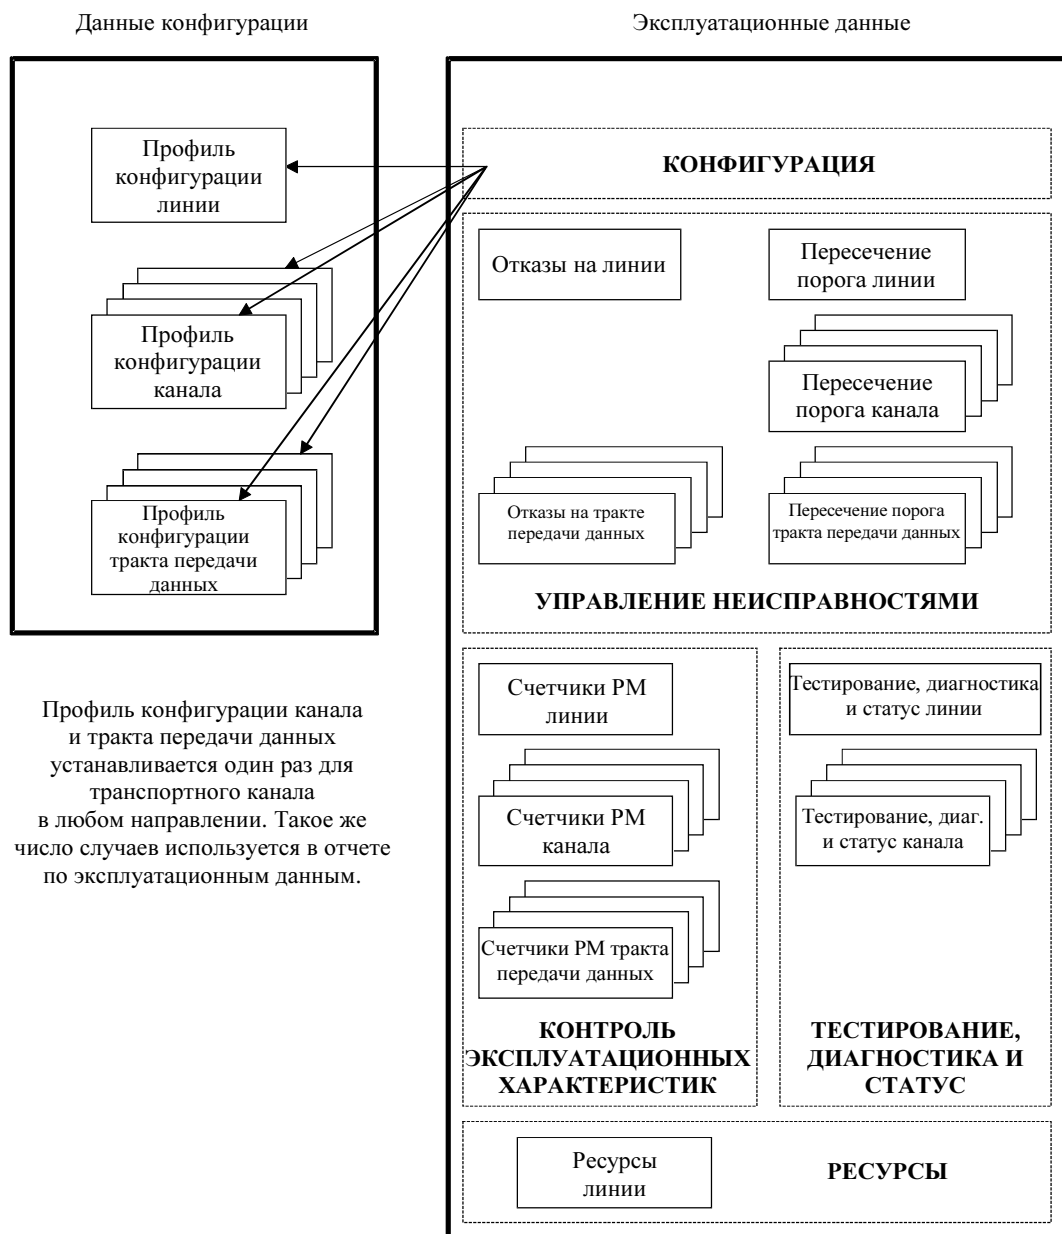 Данные конфигурации
Эксплуатационные данные
Профиль
конфигурации
линии
Профиль
конфигурации
канала
Профиль
конфигурации
тракта передачи
данных
Профиль конфигурации канала
и тракта передачи данных
устанавливается один раз для
транспортного канала
в любом направлении. Такое же
число случаев используется в отчете
по эксплуатационным данным.
КОНФИГУРАЦИЯ
Отказы на линии
Пересечение
порога линии
Пересечение
порога канала
Отказы на тракте
передачи данных
Пересечение порога
тракта передачи данных
УПРАВЛЕНИЕ НЕИСПРАВНОСТЯМИ
Счетчики PM
линии
Счетчики PM
канала
Счетчики PM тракта
передачи данных
КОНТРОЛЬ
ЭКСПЛУАТАЦИОННЫХ
ХАРАКТЕРИСТИК
Тестирование, диагностика
и статус линии
Тестирование, диаг.
и статус канала
ТЕСТИРОВАНИЕ,
ДИАГНОСТИКА И
СТАТУС
Ресурсы
линии
РЕСУРСЫ